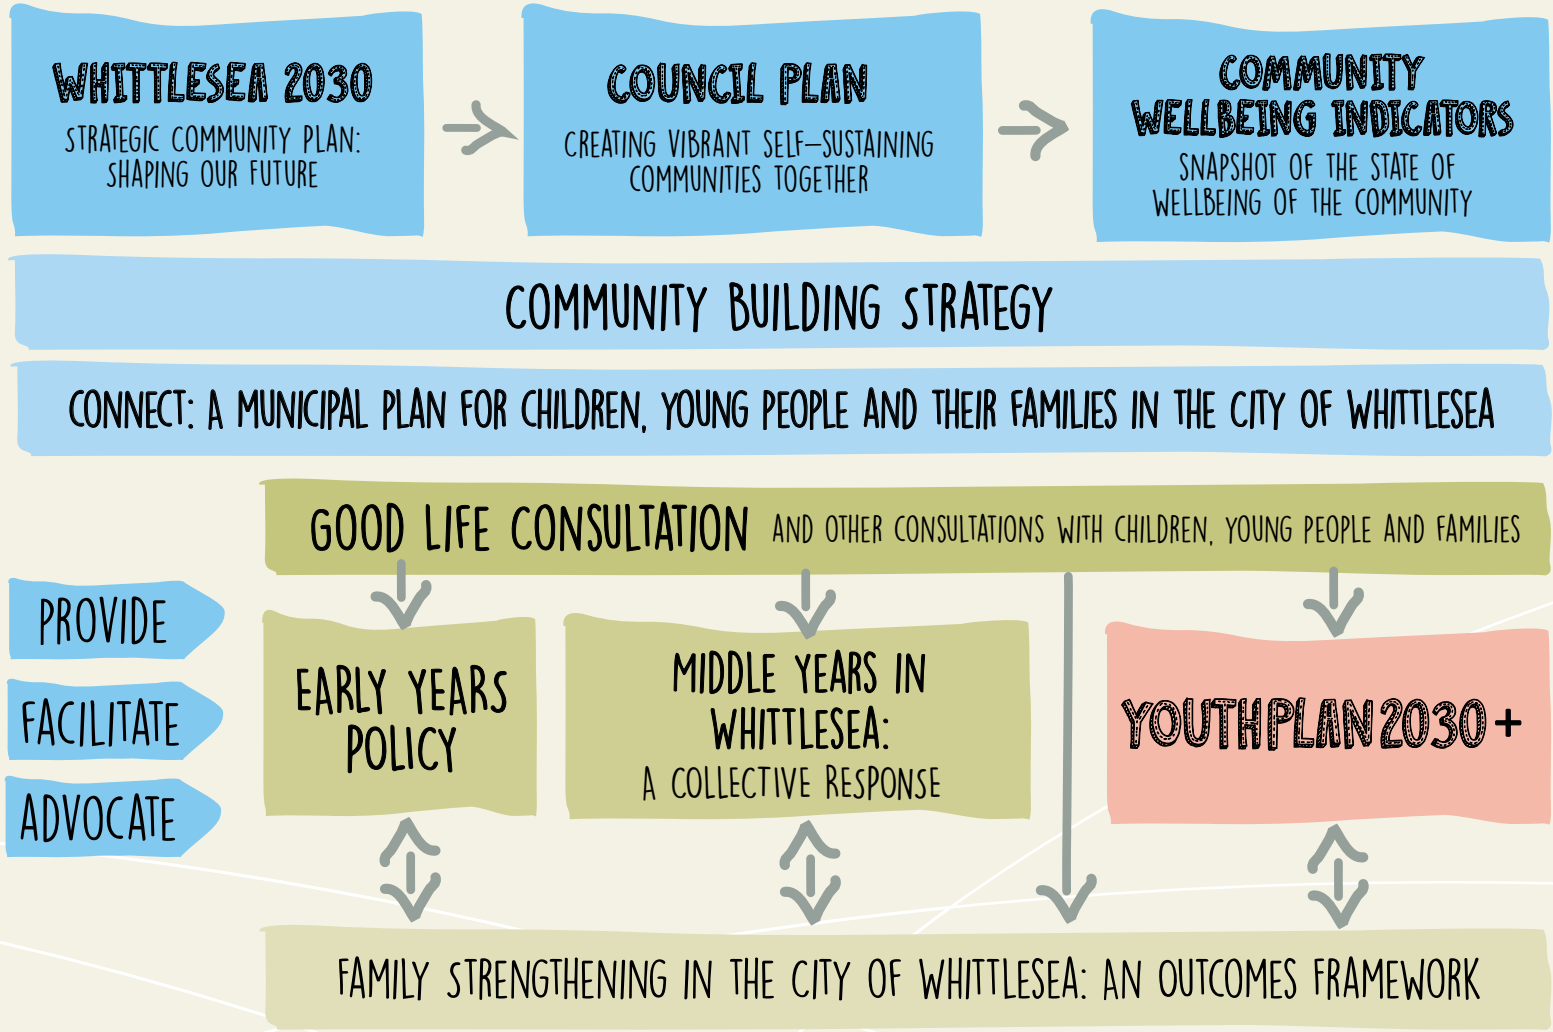 WHITTLESEA 2030
STRATEGIC COMMUNITY PLAN:
SHAPING OUR FUTURE
COUNCIL PLAN
CREATING VIBRANT SELF-SUSTAINING
COMMUNITIES TOGETHER
COMMUNITY
WELLBEING INDICATORS
SNAPSHOT OF THE STATE OF
WELLBEING OF THE COMMUNITY
COMMUNITY BUILDING STRATEGY
CONNECT: A MUNICIPAL PLAN FOR CHILDREN, YOUNG PEOPLE AND THEIR FAMILIES IN THE CITY OF WHITTLESEA
GOOD LIFE CONSULTATION AND OTHER CONSULTATIONS WITH CHILDREN, YOUNG PEOPLE AND FAMILIES
PROVIDE
FACILITATE
ADVOCATE
EARLY YEARS
POLICY
MIDDLE YEARS IN
WHITTLESEA:
A COLLECTIVE RESPONSE
YOUTHPLAN2030+
FAMILY STRENGTHENING IN THE CITY OF WHITTLESEA: AN OUTCOMES FRAMEWORK